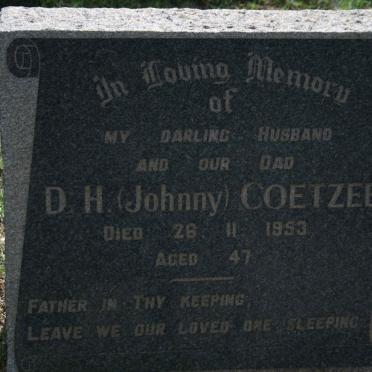 In Loving Memory
of
MY DARLING HUSBAND
AND OUR DAD
D. H. (Johnny) COETZEE
DIED 26 11 1953
AGED 47
FATHER IN THY KEEPING
LEAVE WE OUR LOVED ONE SLEEPING